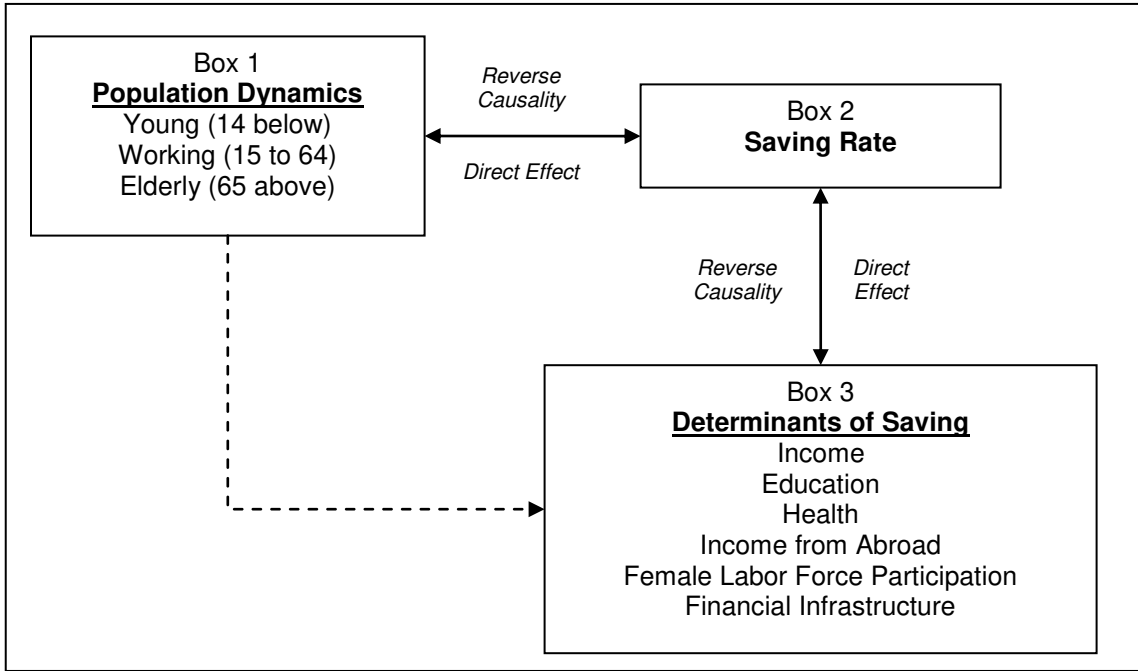 Box 1
Population Dynamics
Young (14 below)
Working (15 to 64)
Elderly (65 above)
Reverse
Causality
Direct Effect
Box 2
Saving Rate
Reverse
Causality
Direct
Effect
Box 3
Determinants of Saving
Income
Education
Health
Income from Abroad
Female Labor Force Participation
Financial Infrastructure